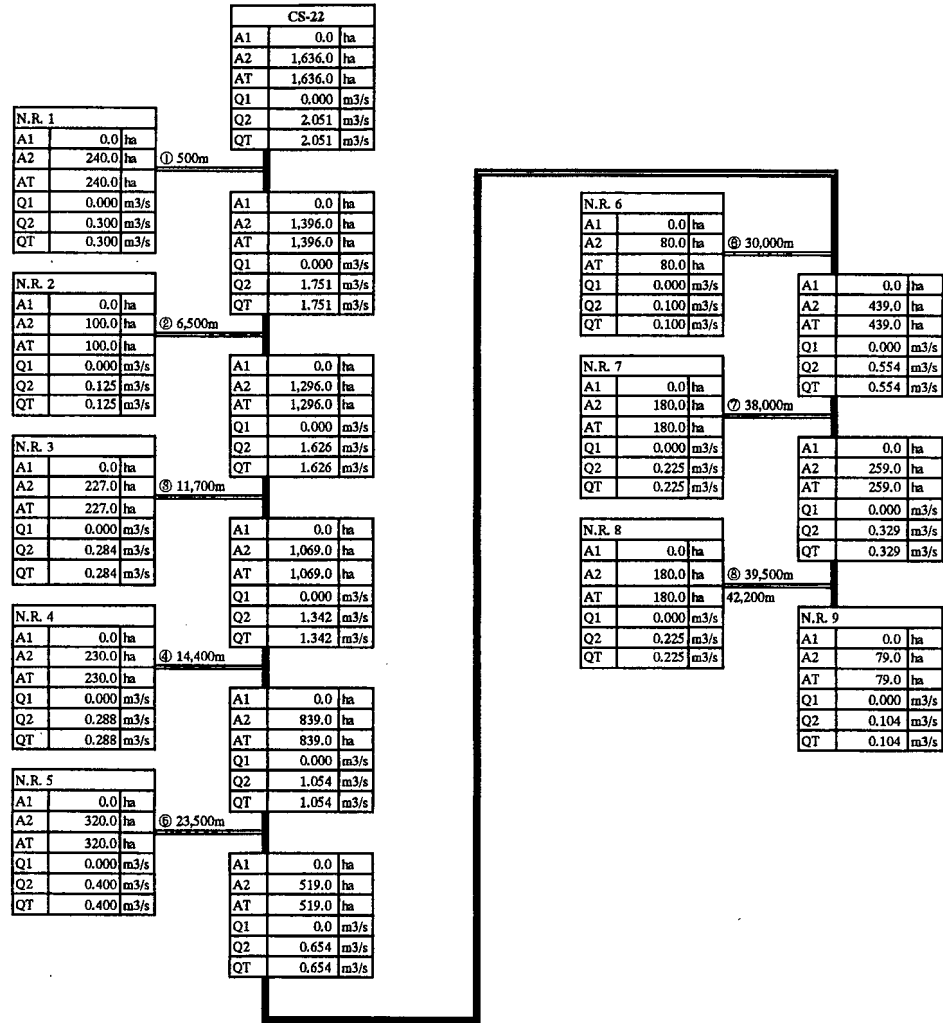 CS-22
A1 0.0 ha
A2 1,636.0 ha
AT 1,636.0 ha
Q1 0.000 m3/s
Q2 2.051 m3/s
QT 2.051 m3/s
N.R. 1
A1 0.0 ha
A2 240.0 ha
AT 240.0 ha
Q1 0.000 m3/s
Q2 0.300 m3/s
QT 0.300 m3/s
① 500m
A1 0.0 ha
A2 1,396.0 ha
AT 1,396.0 ha
Q1 0.000 m3/s
Q2 1.751 m3/s
QT 1.751 m3/s
N.R. 2
A1 0.0 ha
A2 100.0 ha
AT 100.0 ha
Q1 0.000 m3/s
Q2 0.125 m3/s
QT 0.125 m3/s
② 6,500m
A1 0.0 ha
A2 1,296.0 ha
AT 1,296.0 ha
Q1 0.000 m3/s
Q2 1.626 m3/s
QT 1.626 m3/s
N.R. 3
A1 0.0 ha
A2 227.0 ha
AT 227.0 ha
Q1 0.000 m3/s
Q2 0.284 m3/s
QT 0.284 m3/s
③ 11,700m
A1 0.0 ha
A2 1,069.0 ha
AT 1,069.0 ha
Q1 0.000 m3/s
Q2 1.342 m3/s
QT 1.342 m3/s
N.R. 4
A1 0.0 ha
A2 230.0 ha
AT 230.0 ha
Q1 0.000 m3/s
Q2 0.288 m3/s
QT 0.288 m3/s
④ 14,400m
A1 0.0 ha
A2 839.0 ha
AT 839.0 ha
Q1 0.000 m3/s
Q2 1.054 m3/s
QT 1.054 m3/s
N.R. 5
A1 0.0 ha
A2 320.0 ha
AT 320.0 ha
Q1 0.000 m3/s
Q2 0.400 m3/s
QT 0.400 m3/s
⑤ 23,500m
A1 0.0 ha
A2 519.0 ha
AT 519.0 ha
Q1 0.0 m3/s
Q2 0.654 m3/s
QT 0.654 m3/s
N.R. 6
A1 0.0 ha
A2 80.0 ha
AT 80.0 ha
Q1 0.000 m3/s
Q2 0.100 m3/s
QT 0.100 m3/s
⑥ 30,000m
A1 0.0 ha
A2 439.0 ha
AT 439.0 ha
Q1 0.000 m3/s
Q2 0.554 m3/s
QT 0.554 m3/s
N.R. 7
A1 0.0 ha
A2 180.0 ha
AT 180.0 ha
Q1 0.000 m3/s
Q2 0.225 m3/s
QT 0.225 m3/s
⑦ 38,000m
A1 0.0 ha
A2 259.0 ha
AT 259.0 ha
Q1 0.000 m3/s
Q2 0.329 m3/s
QT 0.329 m3/s
N.R. 8
A1 0.0 ha
A2 180.0 ha
AT 180.0 ha
Q1 0.000 m3/s
Q2 0.225 m3/s
QT 0.225 m3/s
⑧ 39,500m
42,200m
N.R. 9
A1 0.0 ha
A2 79.0 ha
AT 79.0 ha
Q1 0.000 m3/s
Q2 0.104 m3/s
QT 0.104 m3/s